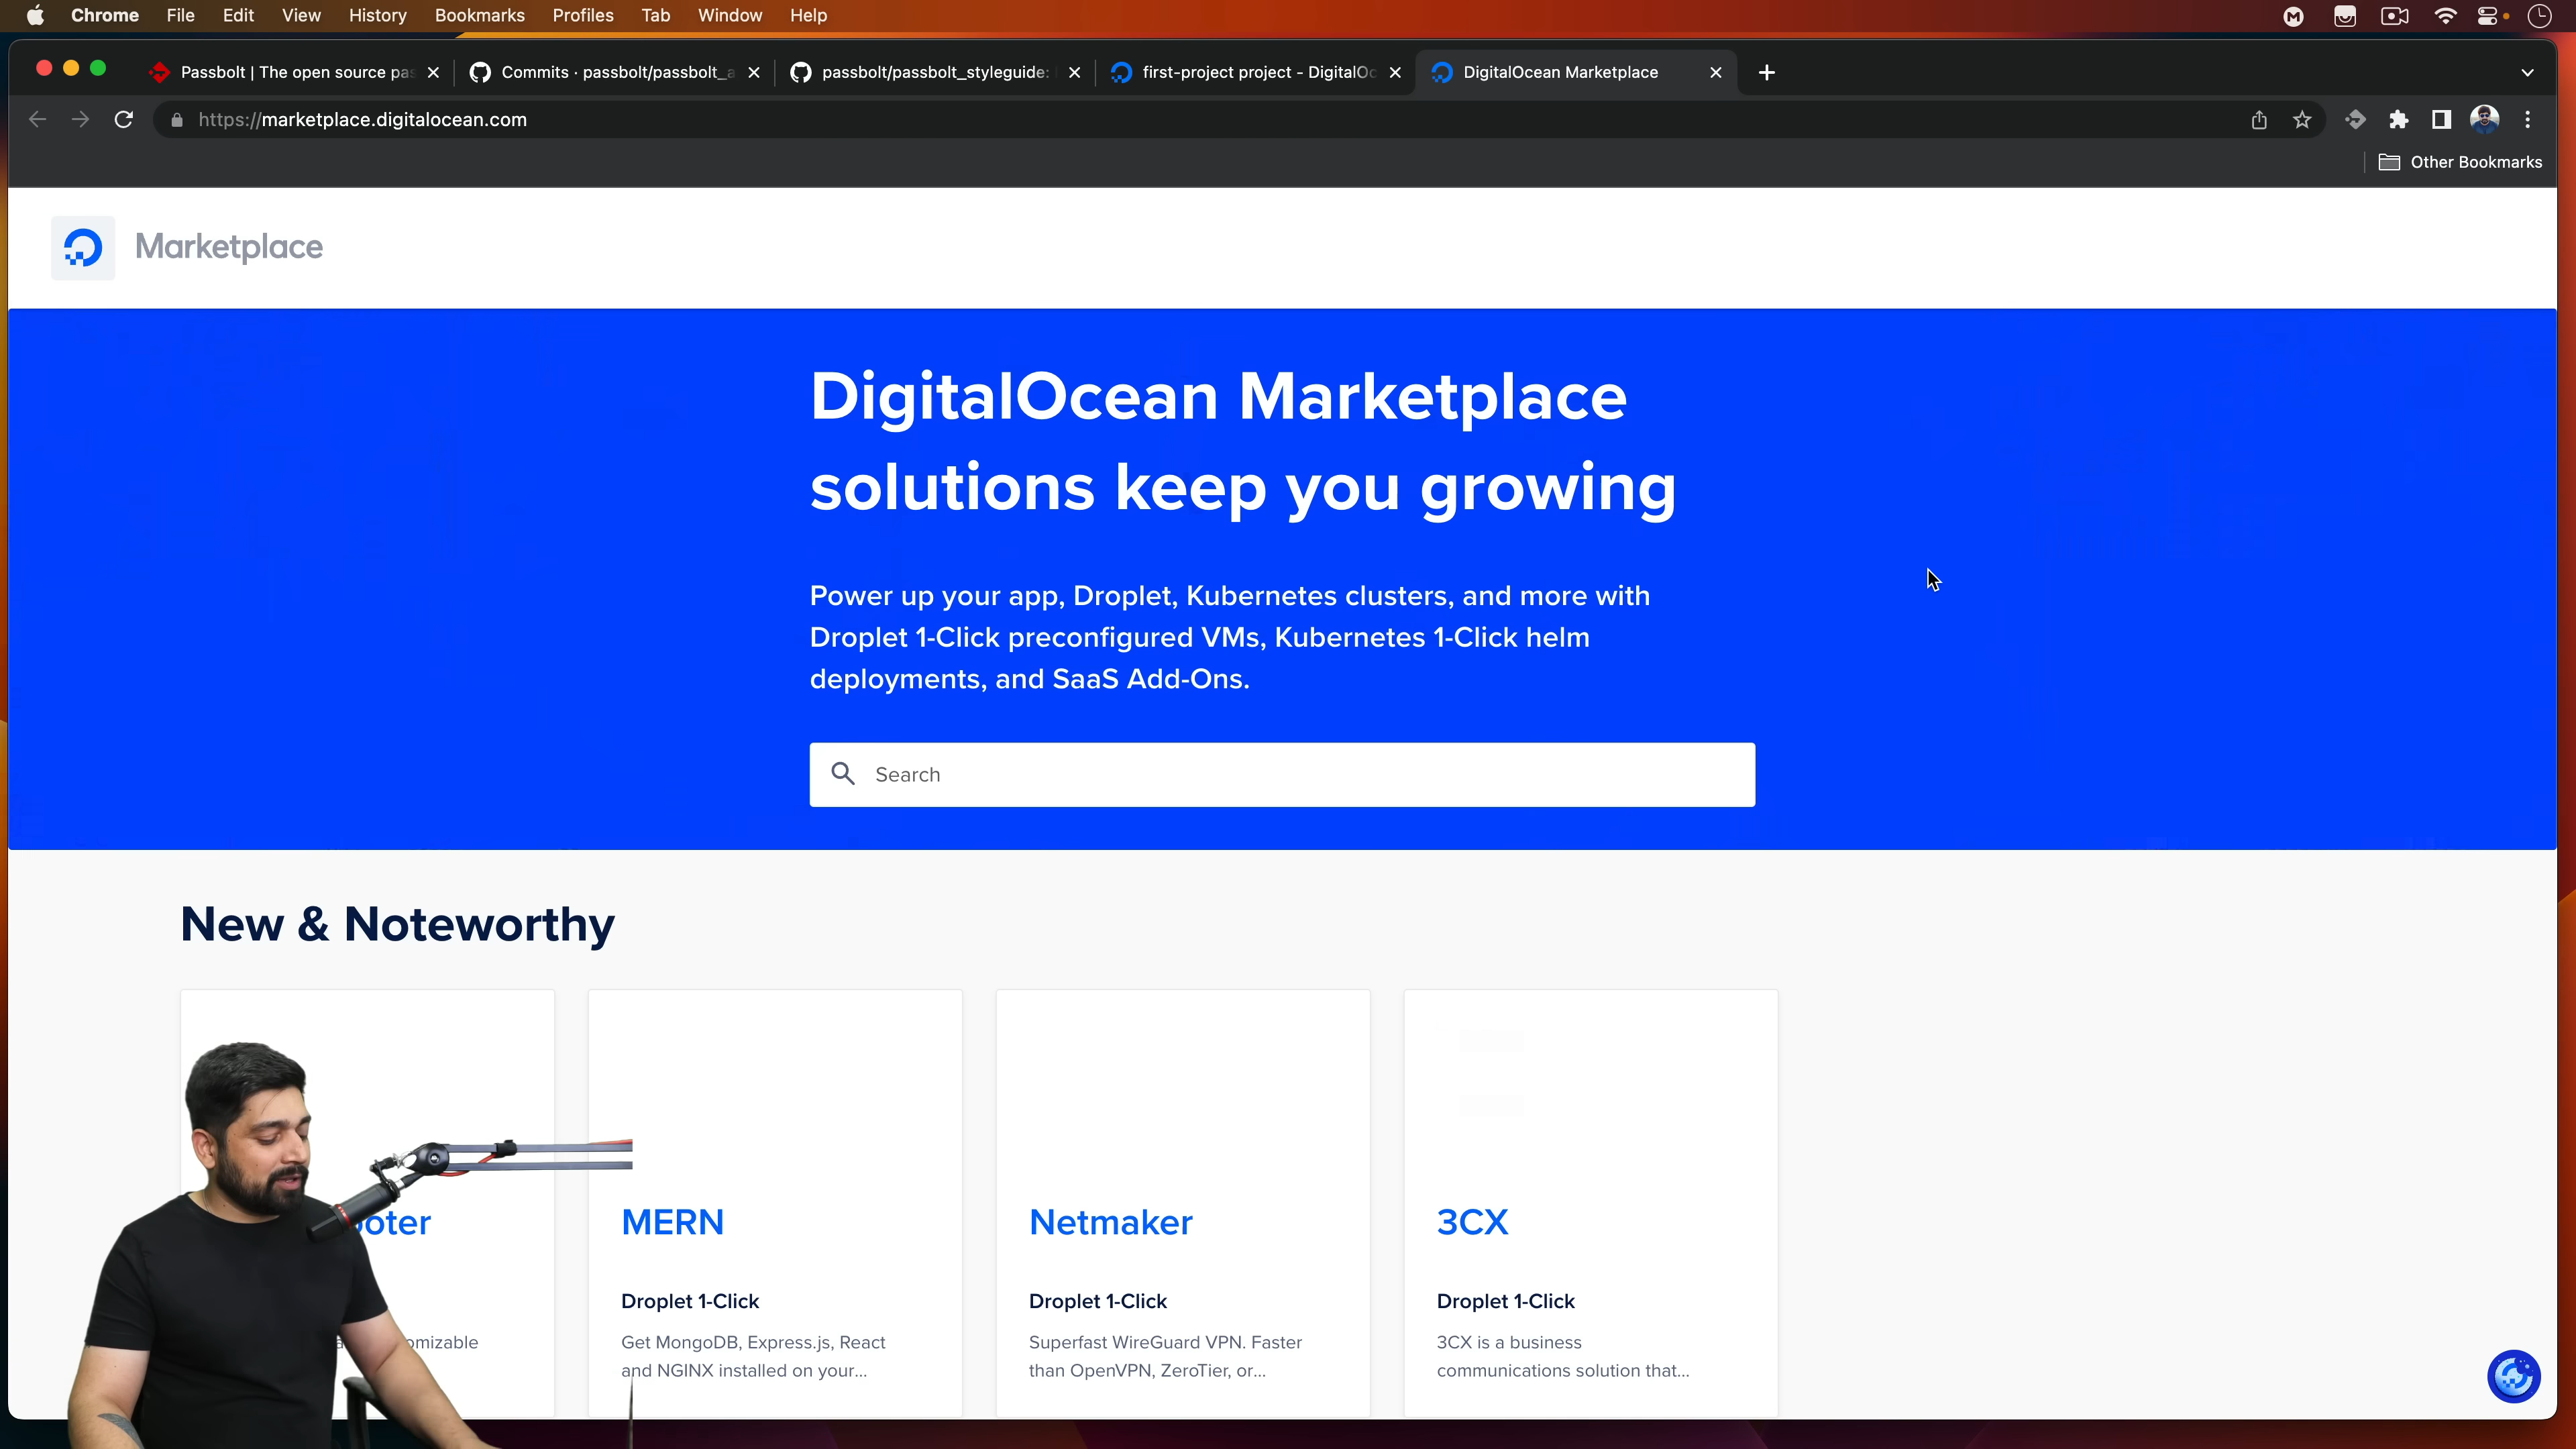 Chrome File Edit View History Bookmarks Profiles Tab Window Help
Passbolt | The open source pas
Commits · passbolt/passbolt_a
passbolt/passbolt_styleguide:
first-project project - DigitalOc
DigitalOcean Marketplace
https://marketplace.digitalocean.com
Other Bookmarks
Marketplace
DigitalOcean Marketplace
solutions keep you growing
Power up your app, Droplet, Kubernetes clusters, and more with
Droplet 1-Click preconfigured VMs, Kubernetes 1-Click helm
deployments, and SaaS Add-Ons.
Search
New & Noteworthy
MERN
Droplet 1-Click
Get MongoDB, Express.js, React
and NGINX installed on your...
Netmaker
Droplet 1-Click
Superfast WireGuard VPN. Faster
than OpenVPN, ZeroTier, or...
3CX
Droplet 1-Click
3CX is a business
communications solution that...